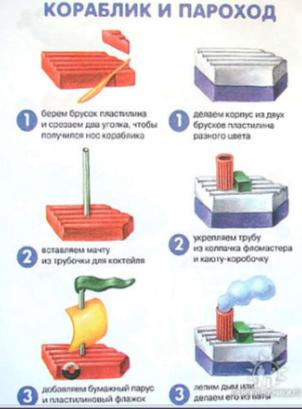 КОРАБЛИК И ПАРОХОД
1 берем брусок пластилина
и срезаем два уголка, чтобы
получился нос кораблика
1 делаем корпус из двух
брусков пластилина
разного цвета
2 вставляем мачту
из трубочки для коктейля
2 укрепляем трубу
из колпачка фломастера
и каюту-коробочку
3 добавляем бумажный парус
и пластилиновый флажок
3 лепим дым или
делаем его из ваты